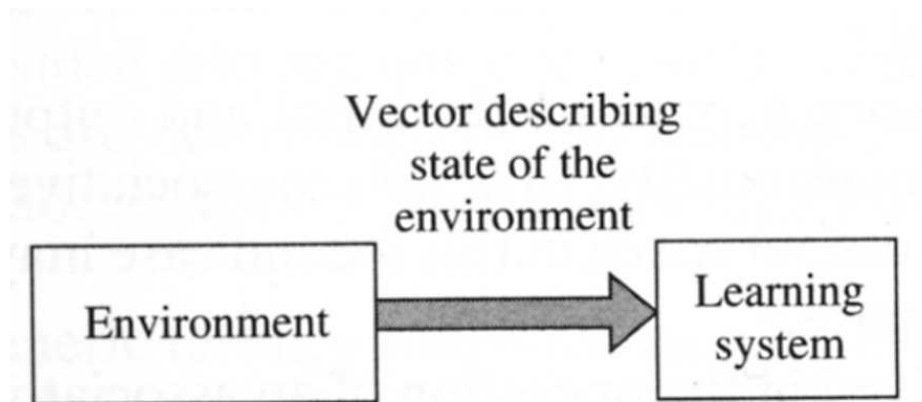 Vector describing
state of the
environment
Environment
Learning
system